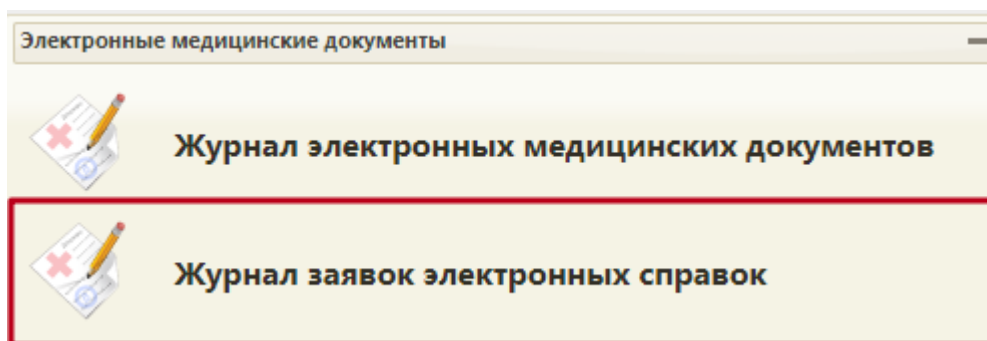 Электронные медицинские документы
Журнал электронных медицинских документов
Журнал заявок электронных справок